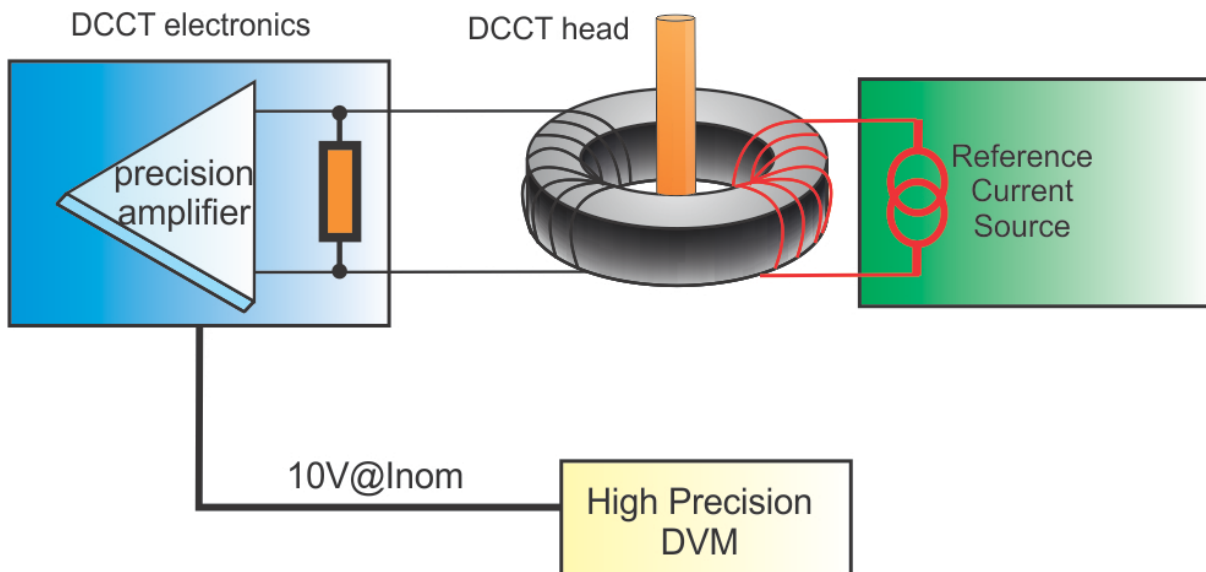 DCCT electronics
DCCT head
precision
amplifier
Reference
Current
Source
10V@Inom
High Precision
DVM